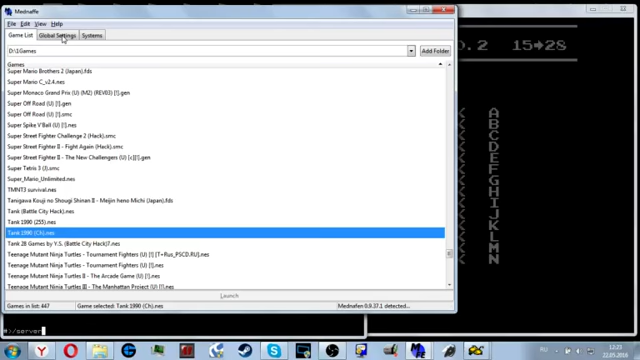 Mednaffe
File Edit View Help
Game List Global Settings Systems
D:\1Games
Add Folder
Games
Super Mario Brothers 2 (Japan).fds
Super Mario C_v2.4.nes
Super Monaco Grand Prix (U) (M2) (REV03) [!].gen
Super Off Road (U) [!].gen
Super Off Road (U) [!].smc
Super Spike V'Ball (U) [!].nes
Super Street Fighter Challenge 2 (Hack).smc
Super Street Fighter II - Fight Again (Hack).smc
Super Street Fighter II - The New Challengers (U) [c][!].gen
Super Tetris 3 (J).smc
Super_Mario_Unlimited.nes
TMNT3 survival.nes
Tanigawa Kouji no Shougi Shinan II - Meijin heno Michi (Japan).fds
Tank (Battle City Hack).nes
Tank 1990 (255).nes
Tank 1990 (Ch).nes
Tank 28 Games by Y.S. (Battle City Hack)7.nes
Teenage Mutant Ninja Turtles - Tournament Fighters (U) [!] [T+Rus_PSCD.RU].nes
Teenage Mutant Ninja Turtles - Tournament Fighters (U) [!].nes
Teenage Mutant Ninja Turtles II - The Arcade Game (U) [!].nes
Teenage Mutant Ninja Turtles III - The Manhattan Project (U) [!].nes
Launch
Games in list: 447
Game selected: Tank 1990 (Ch).nes
Mednafen 0.9.37.1 detected...
D.2 15→28
A
B
C
D
E
F
G
H
I
J
K
L
M
N
#>/server
RU
12:23
22.05.2016